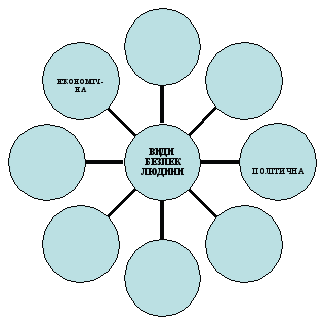 ЕКОНОМІЧ-
НА
ВИДИ
БЕЗПЕК
ЛЮДИНИ
ПОЛІТИЧНА